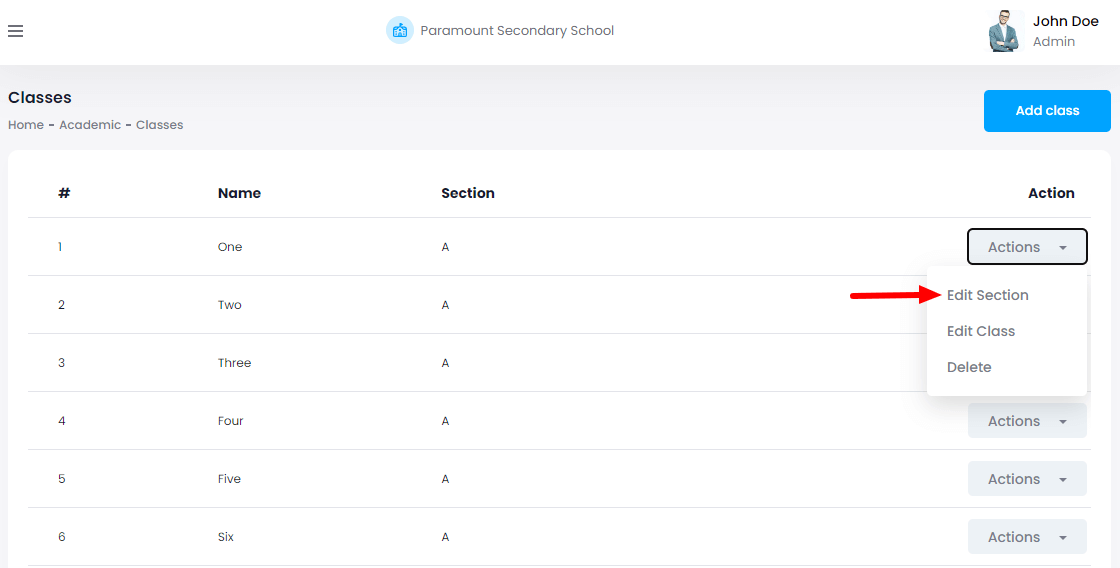 Paramount Secondary School
John Doe
Admin
Classes
Home - Academic - Classes
Add class
# Name Section Action
1 One A Actions
Edit Section
2 Two A
Edit Class
3 Three A
Delete
4 Four A Actions
5 Five A Actions
6 Six A Actions